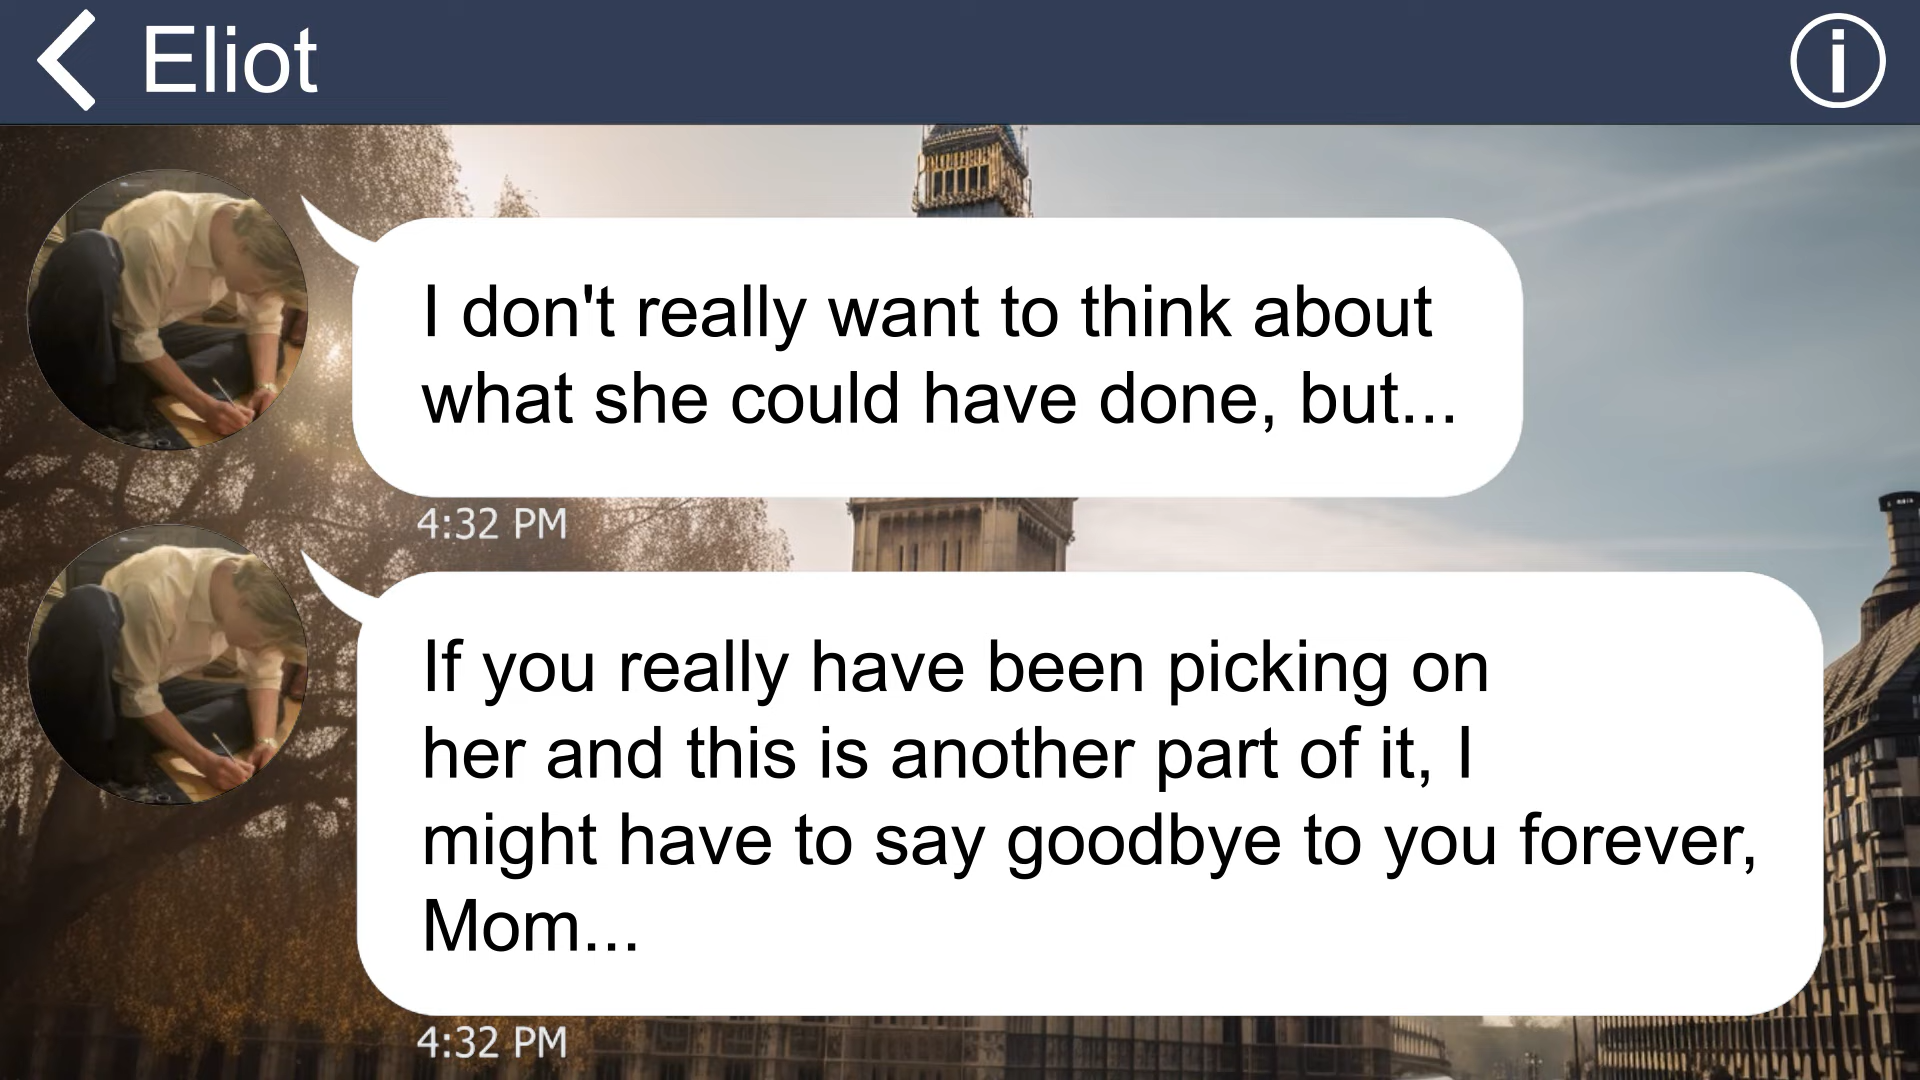 Eliot
I don't really want to think about
what she could have done, but...
4:32 PM
If you really have been picking on
her and this is another part of it, I
might have to say goodbye to you forever,
Mom...
4:32 PM